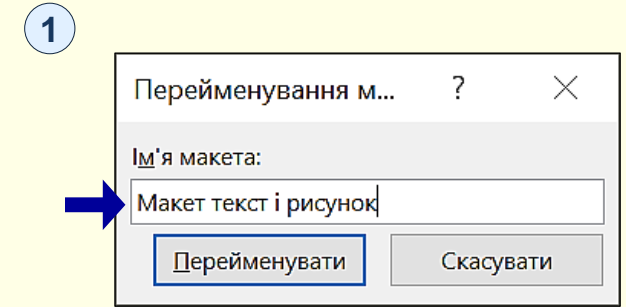 1
Перейменування м... ?
Ім'я макета:
Макет текст і рисунок
Перейменувати Скасувати